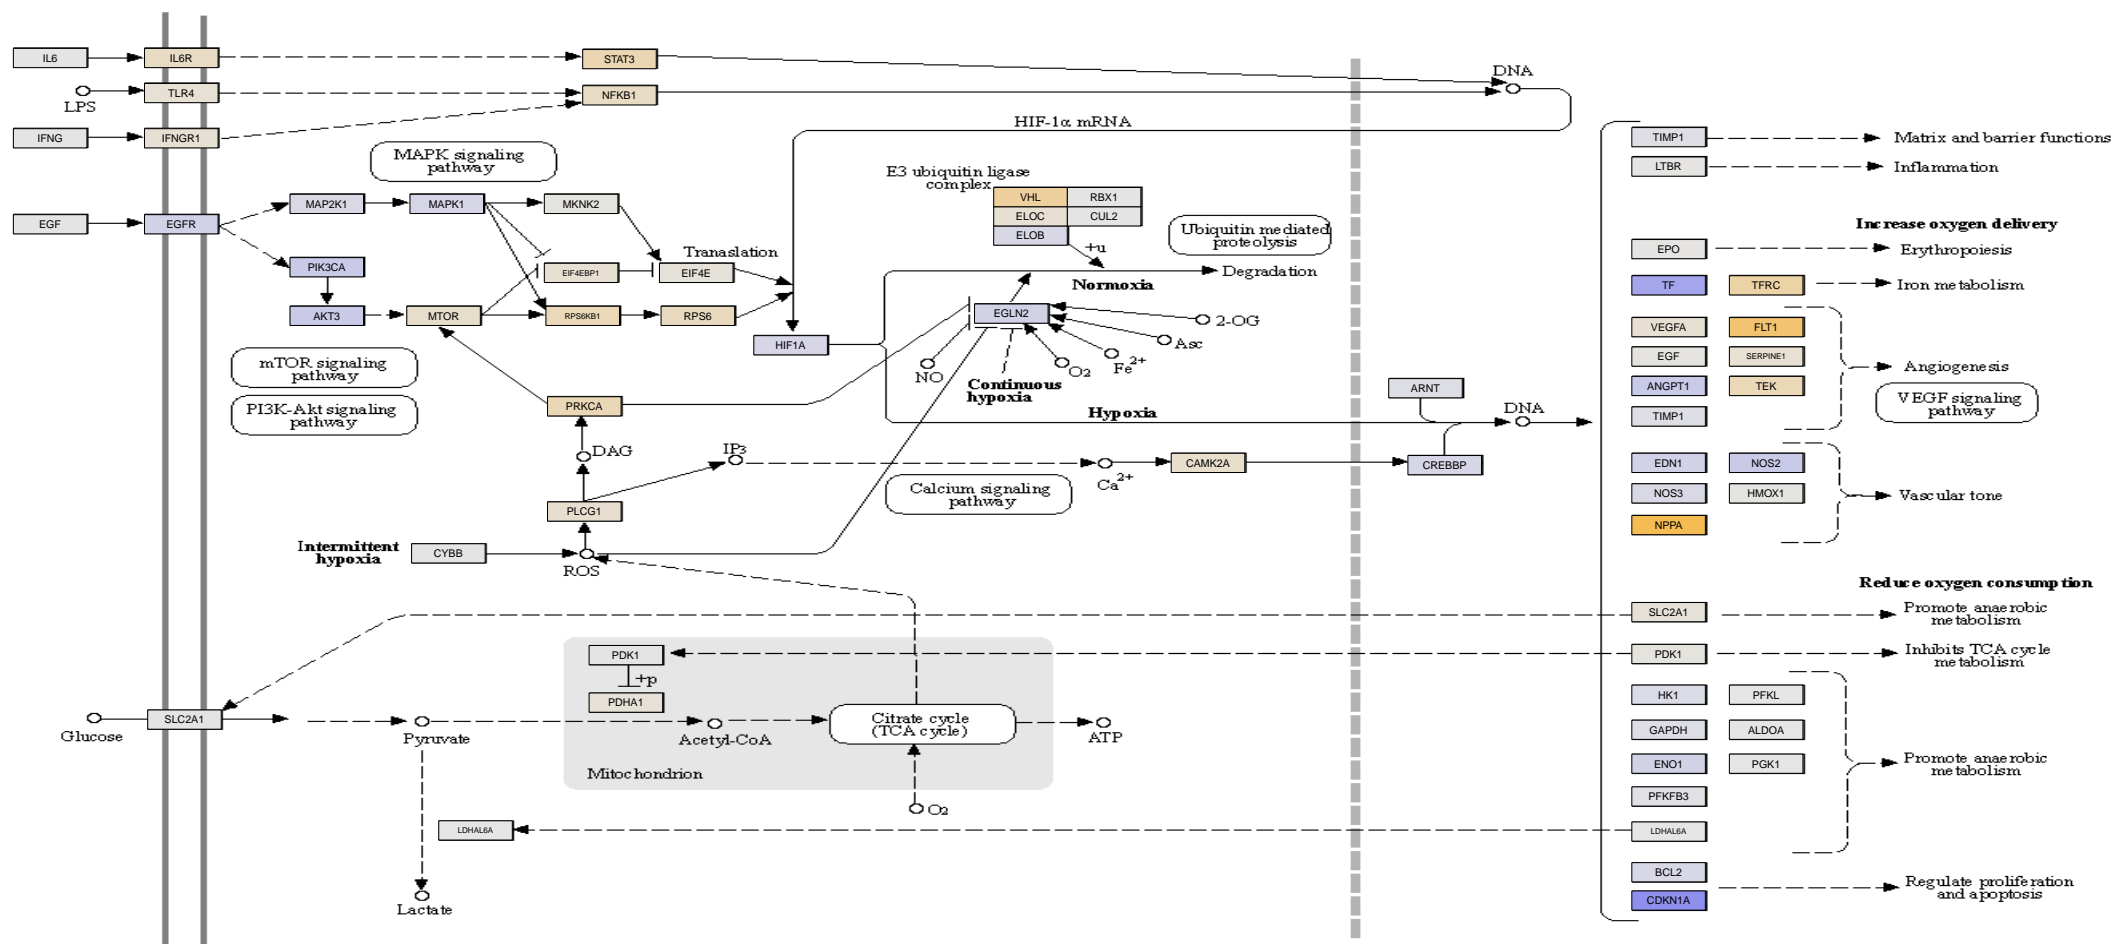 IL6
IL6R
STAT3
DNA
LPS
TLR4
NFKB1
IFNG
IFNGR1
HIF-1α mRNA
MAPK signaling
pathway
E3 ubiquitin ligase
complex
VHL
RBX1
ELOC
CUL2
ELOB
+u
Ubiquitin mediated
proteolysis
EGF
EGFR
MAP2K1
MAPK1
MKNK2
Tranaslation
PIK3CA
EIF4EBP1
EIF4E
Degradation
Normoxia
AKT3
MTOR
RPS6KB1
RPS6
EGLN2
2-OG
Asc
Fe2+
O2
NO
HIF1A
Continuous
hypoxia
mTOR signaling
pathway
PI3K-Akt signaling
pathway
PRKCA
Hypoxia
ARNT
DNA
DAG
IP3
Ca2+
CAMK2A
CREBBP
Calcium signaling
pathway
PLCG1
Intermittent
hypoxia
CYBB
ROS
PDK1
+p
PDHA1
Glucose
SLC2A1
Pyruvate
Acetyl-CoA
Citrate cycle
(TCA cycle)
ATP
Mitochondrion
O2
LDHAL6A
Lactate
TIMP1
Matrix and barrier functions
LTBR
Inflammation
Increase oxygen delivery
EPO
Erythropoiesis
TF
TFRC
Iron metabolism
VEGFA
FLT1
EGF
SERPINE1
Angiogenesis
ANGPT1
TEK
VEGF signaling
pathway
TIMP1
EDN1
NOS2
NOS3
HMOX1
Vascular tone
NPPA
Reduce oxygen consumption
SLC2A1
Promote anaerobic
metabolism
PDK1
Inhibits TCA cycle
metabolism
HK1
PFKL
GAPDH
ALDOA
ENO1
PGK1
Promote anaerobic
metabolism
PFKFB3
LDHAL6A
BCL2
CDKN1A
Regulate proliferation
and apoptosis